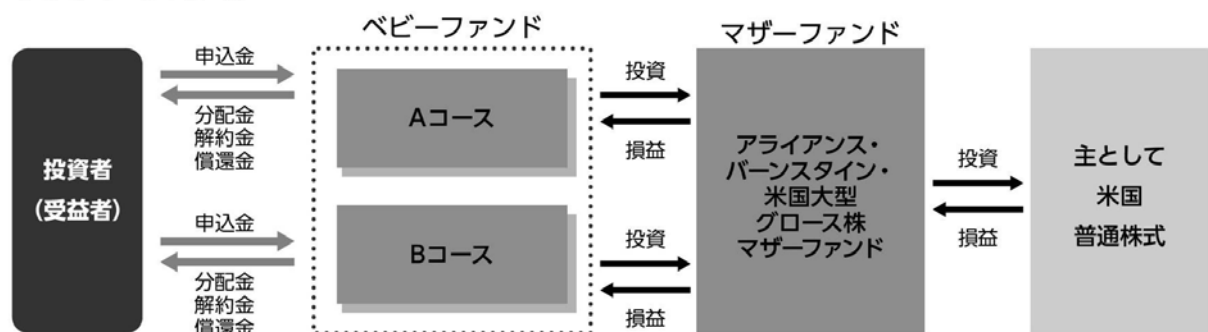 ベビーファンド
マザーファンド
投資者
(受益者)
申込金
分配金
解約金
償還金
申込金
分配金
解約金
償還金
Aコース
Bコース
投資
損益
投資
損益
アライアンス・
バーンスタイン・
米国大型
グロース株
マザーファンド
投資
損益
主として
米国
普通株式